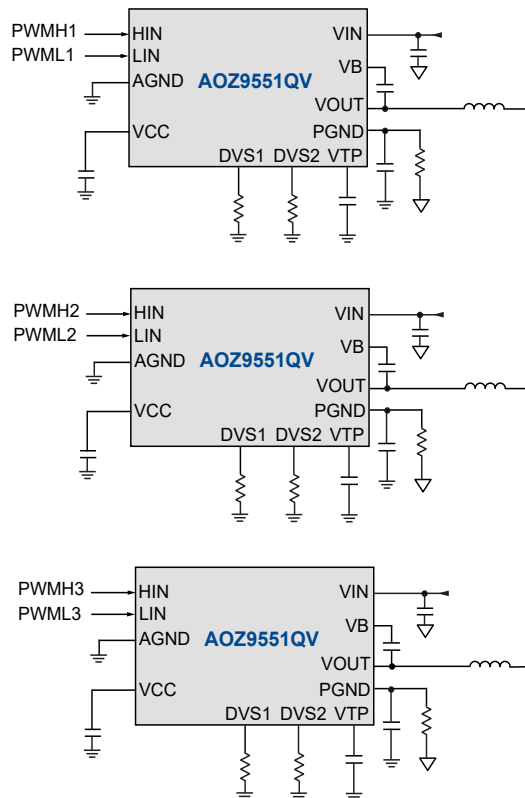 PWMH1 HIN VIN
PWML1 LIN
VB
AGND AOZ9551QV
VOUT
VCC PGND
DVS1 DVS2 VTP
PWMH2 HIN VIN
PWML2 LIN
VB
AGND AOZ9551QV
VOUT
VCC PGND
DVS1 DVS2 VTP
PWMH3 HIN VIN
PWML3 LIN
VB
AGND AOZ9551QV
VOUT
VCC PGND
DVS1 DVS2 VTP